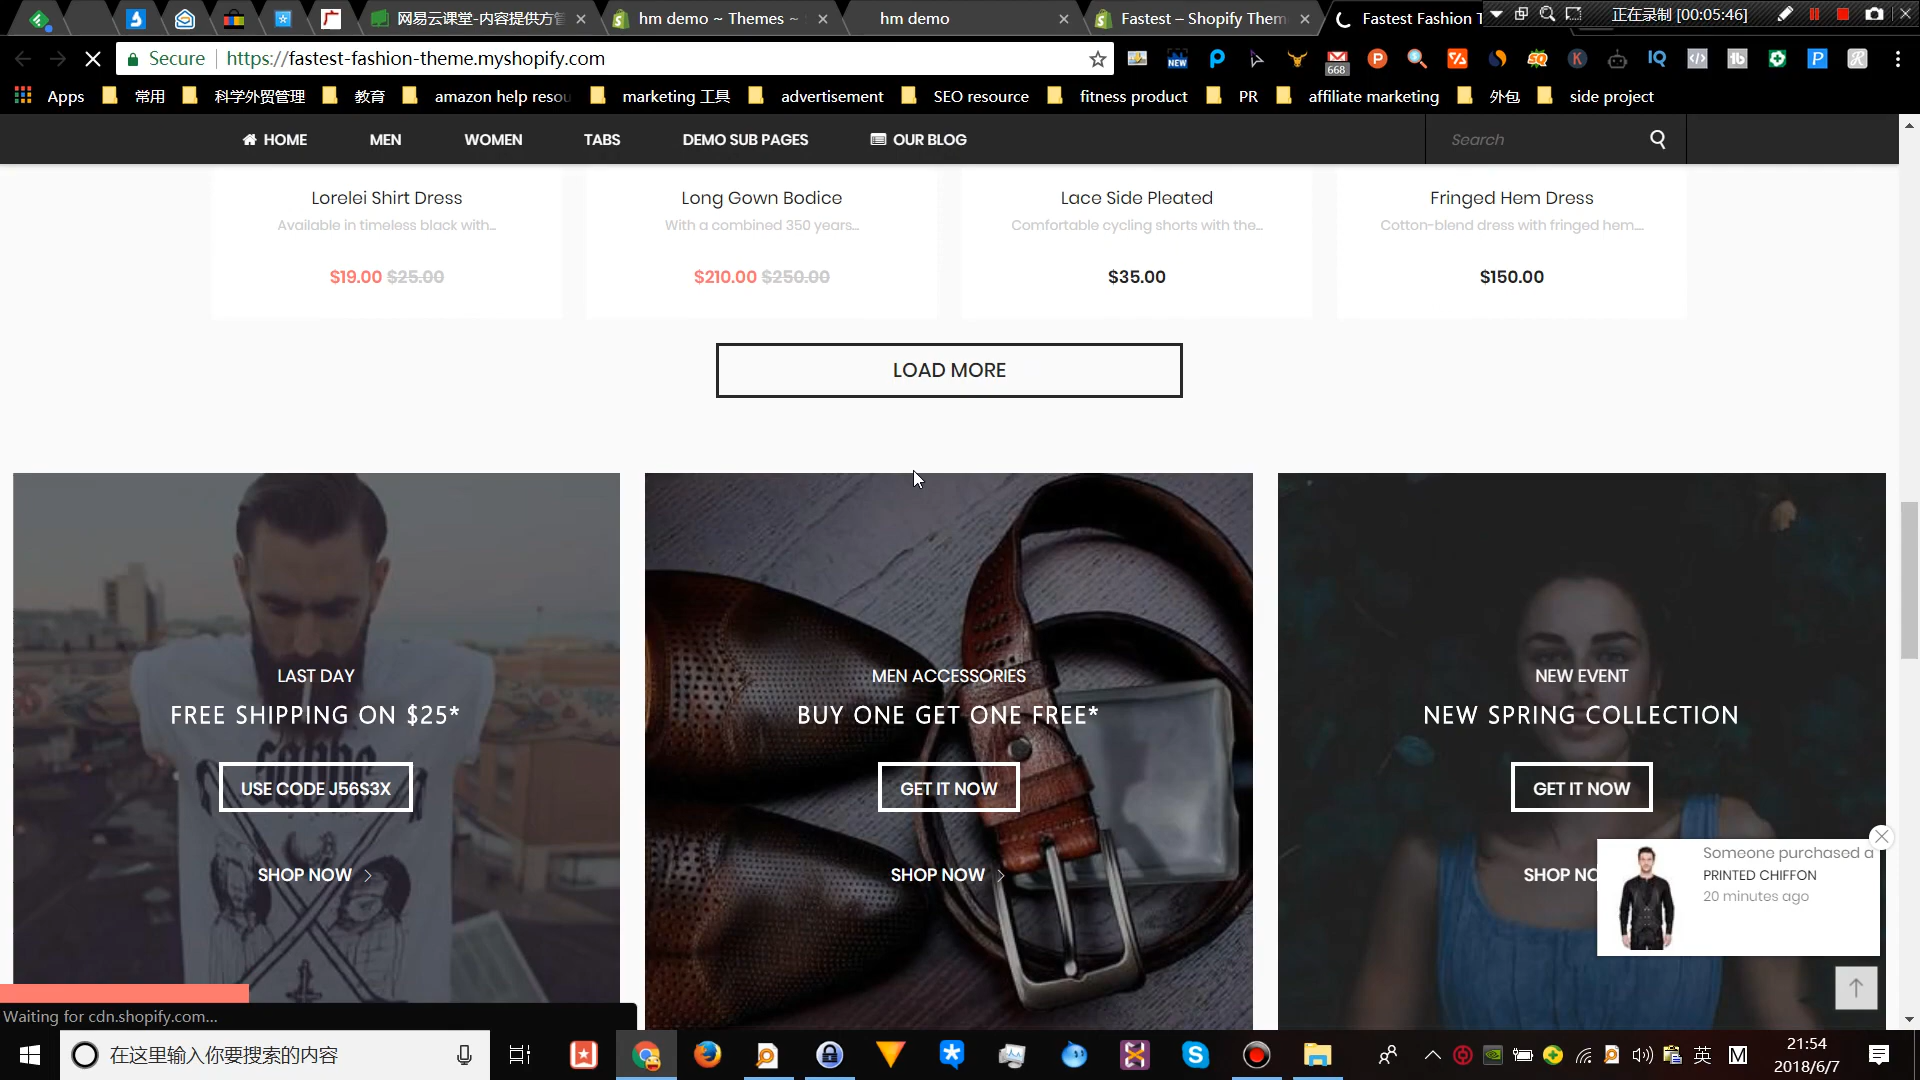 网易云课堂-内容提供方管
hm demo ~ Themes ~
hm demo
Fastest – Shopify Them
Fastest Fashion T
正在录制 [00:05:46]
Secure
https://fastest-fashion-theme.myshopify.com
668
Apps
常用
科学外贸管理
教育
amazon help resou
marketing 工具
advertisement
SEO resource
fitness product
PR
affiliate marketing
外包
side project
HOME
MEN
WOMEN
TABS
DEMO SUB PAGES
OUR BLOG
Search
Lorelei Shirt Dress
Available in timeless black with...
$19.00 $25.00
Long Gown Bodice
With a combined 350 years...
$210.00 $250.00
Lace Side Pleated
Comfortable cycling shorts with the...
$35.00
Fringed Hem Dress
Cotton-blend dress with fringed hem....
$150.00
LOAD MORE
LAST DAY
FREE SHIPPING ON $25*
USE CODE J56S3X
SHOP NOW
MEN ACCESSORIES
BUY ONE GET ONE FREE*
GET IT NOW
SHOP NOW
NEW EVENT
NEW SPRING COLLECTION
GET IT NOW
SHOP NO
Someone purchased a
PRINTED CHIFFON
20 minutes ago
Waiting for cdn.shopify.com...
在这里输入你要搜索的内容
英
M
21:54
2018/6/7